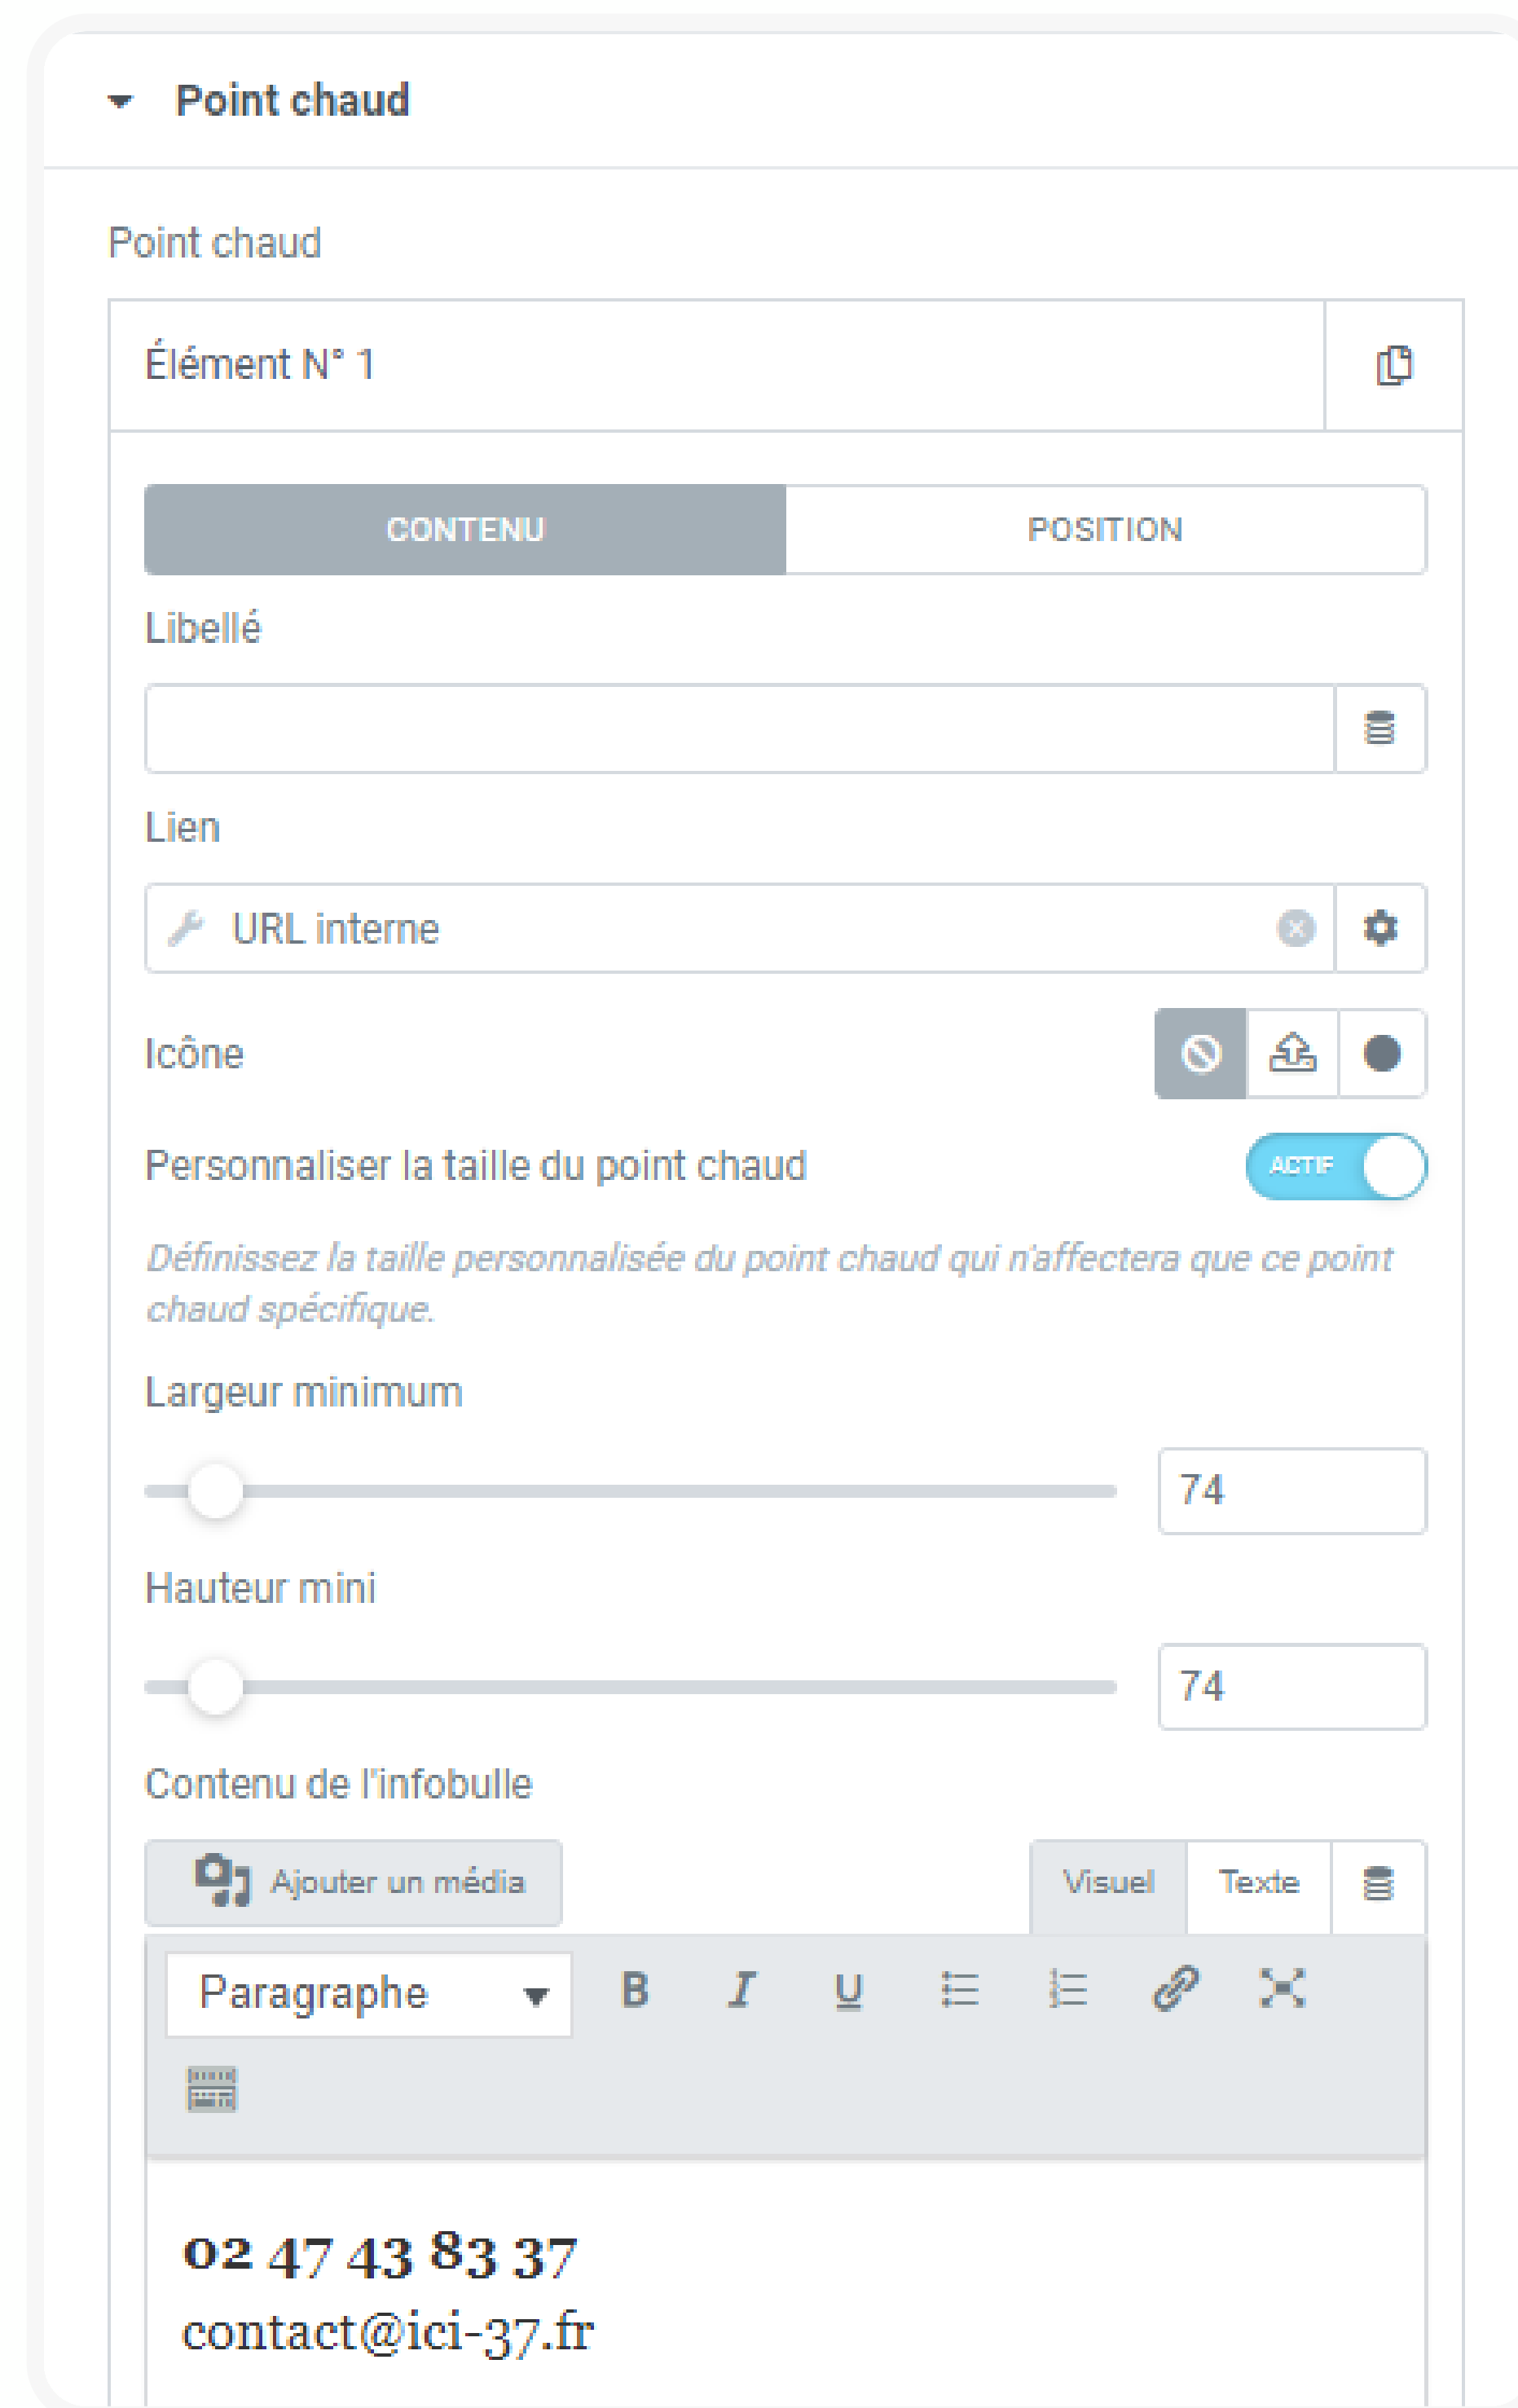 Point chaud
Point chaud
Élément N° 1
CONTENU
POSITION
Libellé
Lien
URL interne
Icône
Personnaliser la taille du point chaud
ACTIF
Définissez la taille personnalisée du point chaud qui n'affectera que ce point
chaud spécifique.
Largeur minimum
74
Hauteur mini
74
Contenu de l'infobulle
Ajouter un média
Visuel
Texte
Paragraphe
B I U
02 47 43 83 37
contact@ici-37.fr